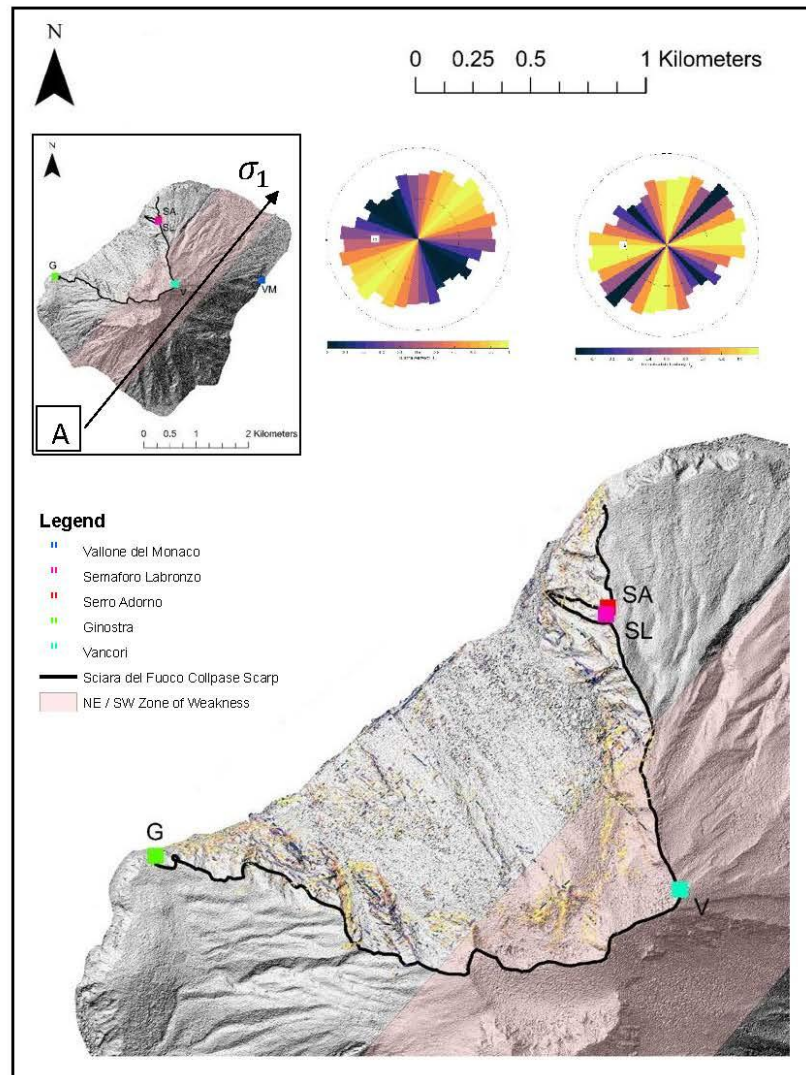 N
0 0.25 0.5 1 Kilometers
N
σ1
SA
SL
G
V
VM
A
0 0.5 1 2 Kilometers
Legend
Vallone del Monaco
Semaforo Labronzo
Serro Adorno
Ginostra
Vancori
Sciara del Fuoco Collpase Scarp
NE / SW Zone of Weakness
SA
SL
G
V